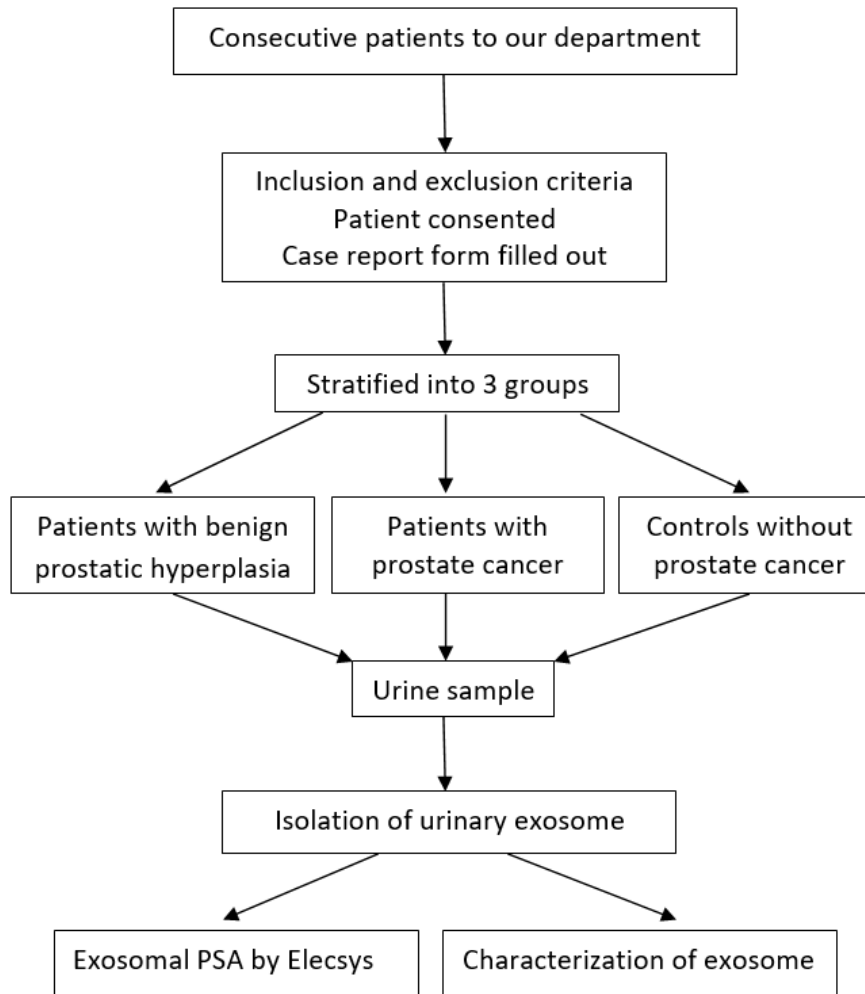 Consecutive patients to our department
Inclusion and exclusion criteria
Patient consented
Case report form filled out
Stratified into 3 groups
Patients with benign
prostatic hyperplasia
Patients with
prostate cancer
Controls without
prostate cancer
Urine sample
Isolation of urinary exosome
Exosomal PSA by Elecsys
Characterization of exosome